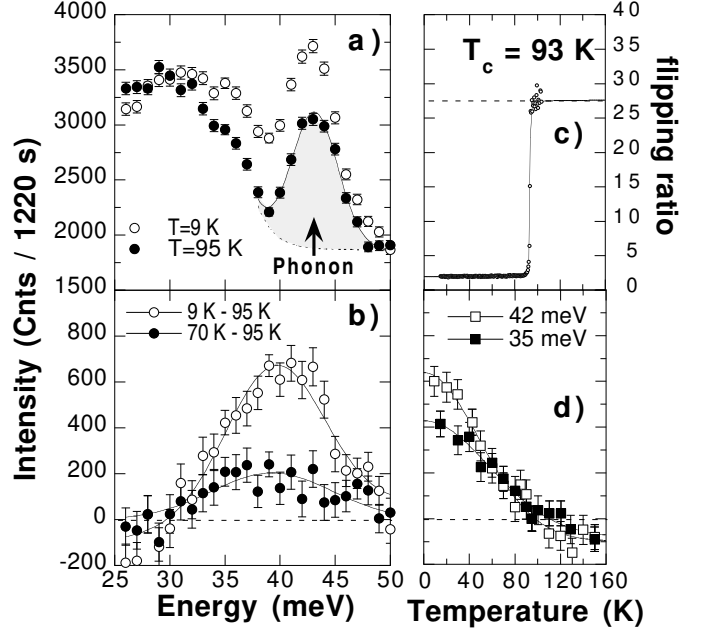 a)
T=9 K
T=95 K
Phonon
3500
3000
2500
2000
1500
T_c = 93 K
c)
40
35
30
25
20
15
10
5
0
flipping ratio
Intensity (Cnts / 1220 s)
b)
9 K - 95 K
70 K - 95 K
800
600
400
200
0
-200
25 30 35 40 45 50
Energy (meV)
42 meV
35 meV
d)
0 40 80 120 160
Temperature (K)